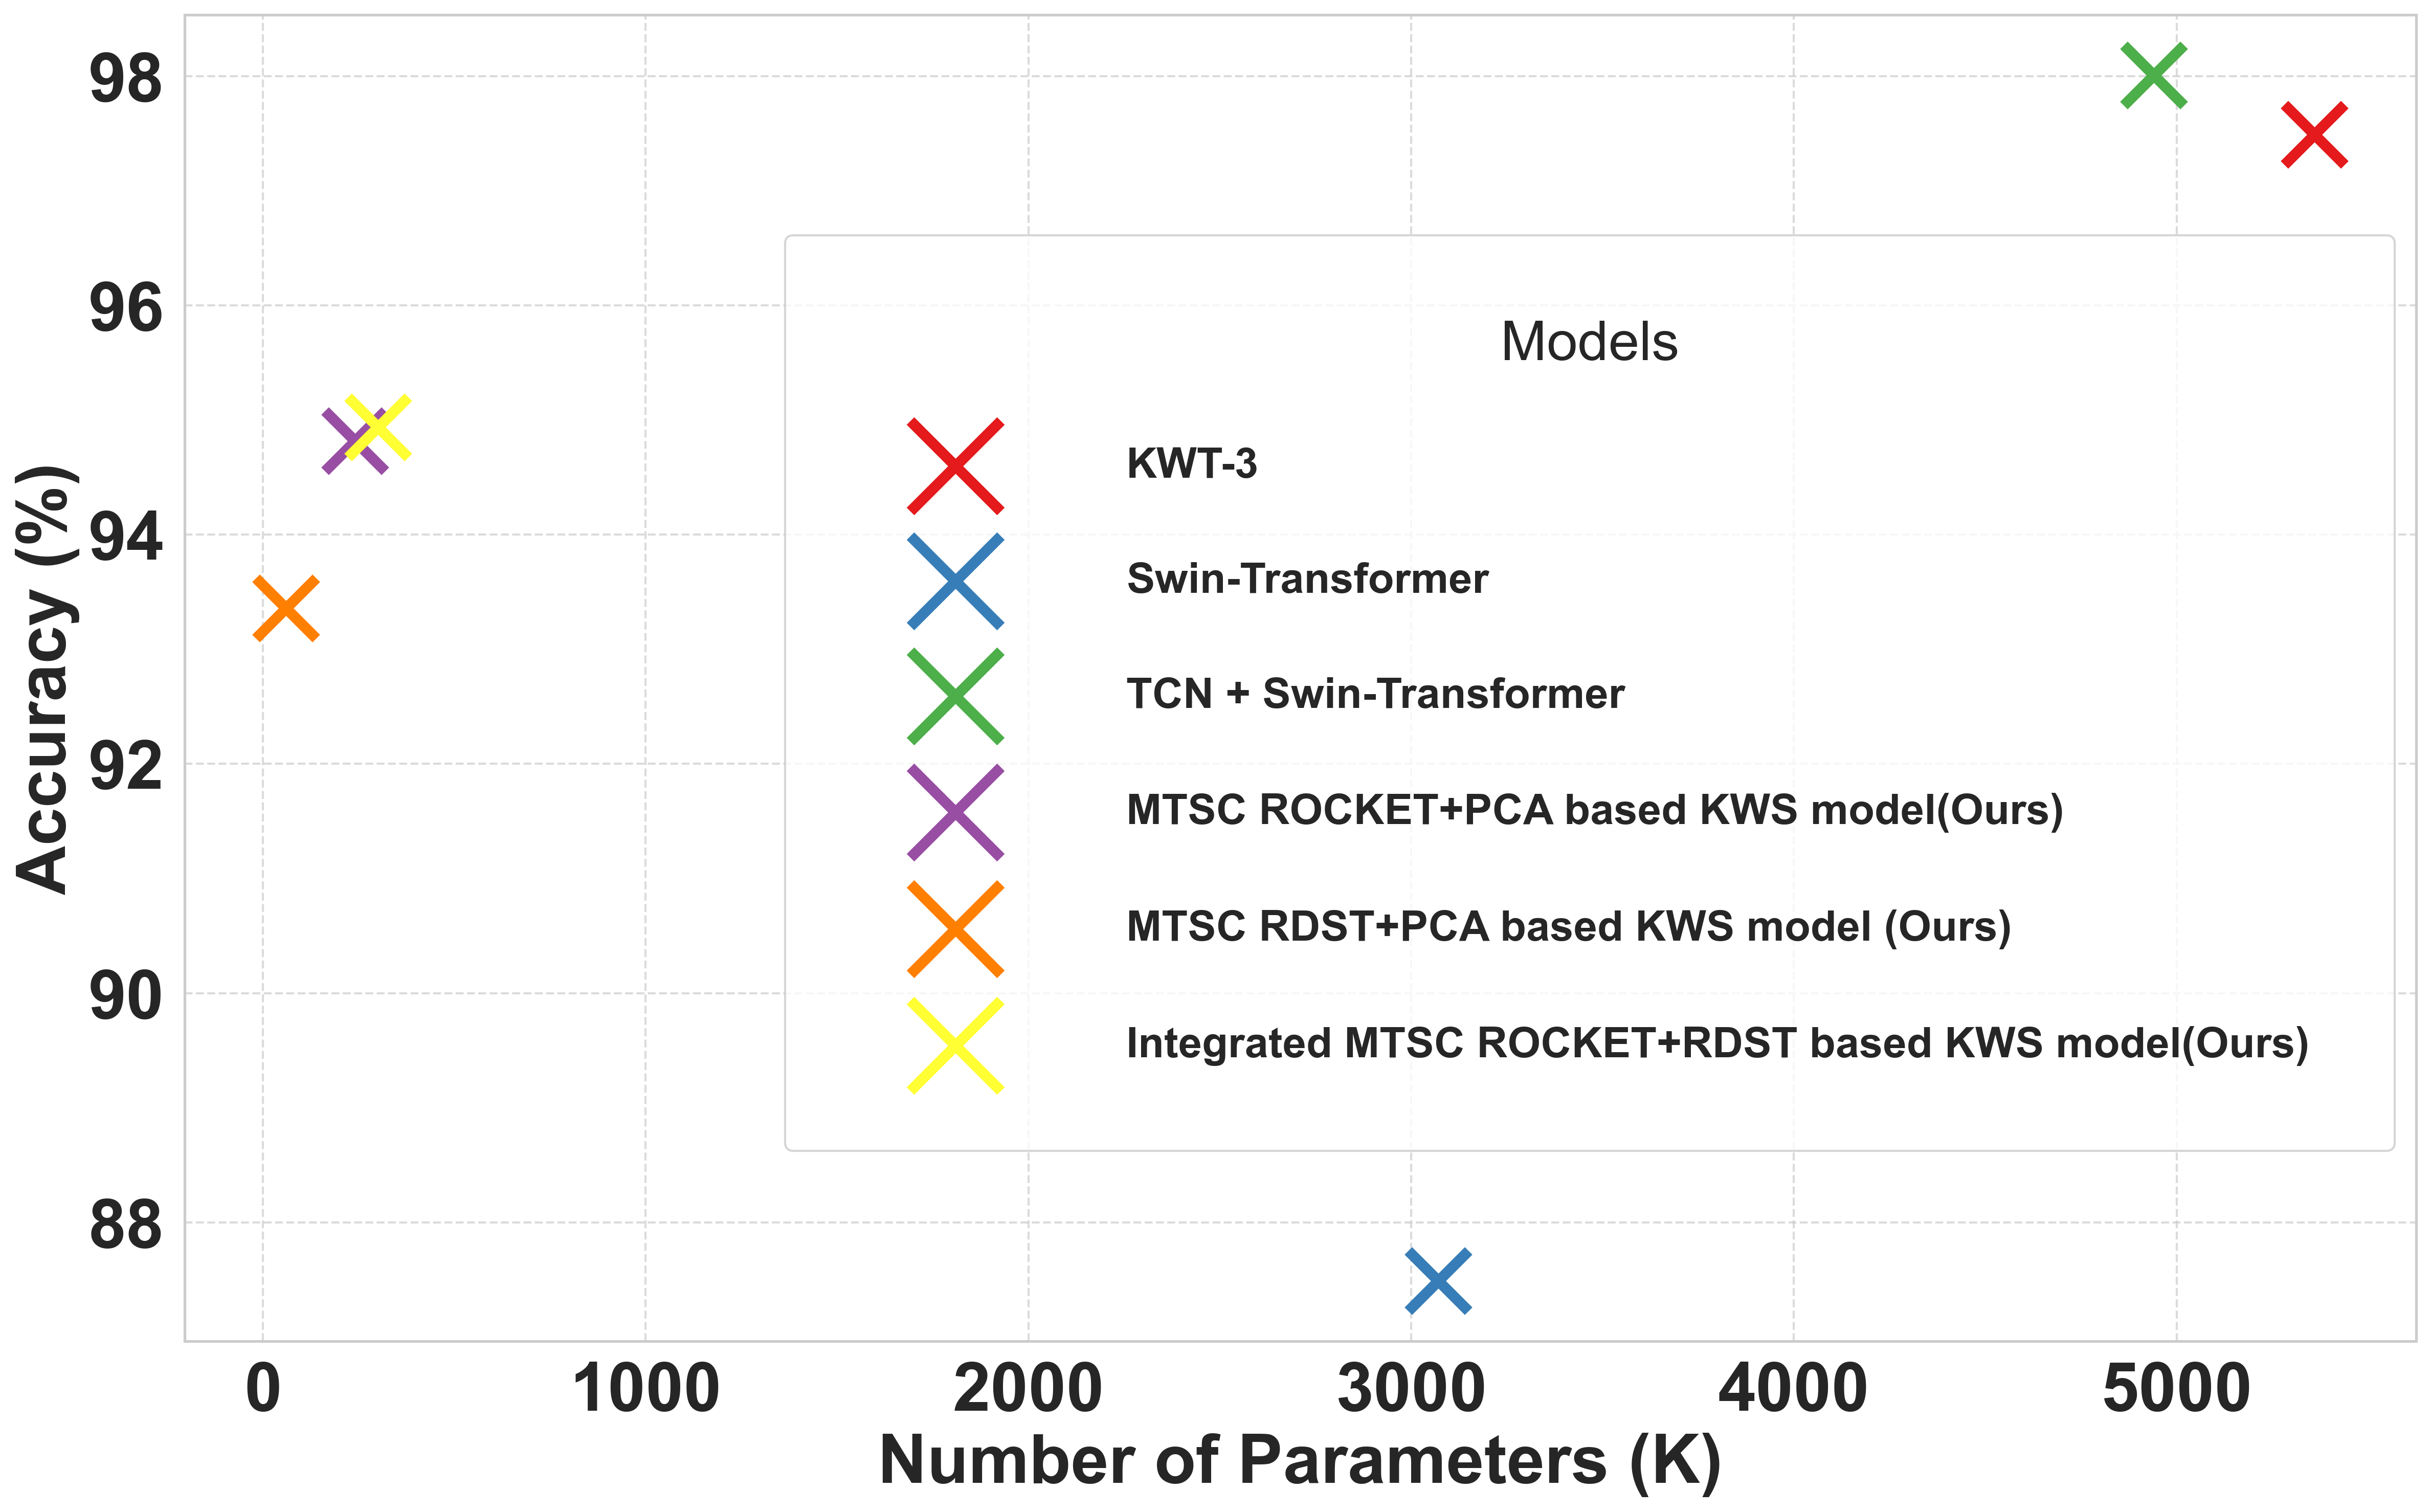 98
96
94
92
90
88
Accuracy (%)
Models
KWT-3
Swin-Transformer
TCN + Swin-Transformer
MTSC ROCKET+PCA based KWS model(Ours)
MTSC RDST+PCA based KWS model (Ours)
Integrated MTSC ROCKET+RDST based KWS model(Ours)
0 1000 2000 3000 4000 5000
Number of Parameters (K)